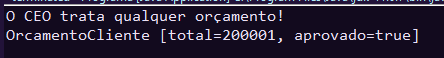 O CEO trata qualquer orçamento!
OrcamentoCliente [total=200001, aprovado=true]